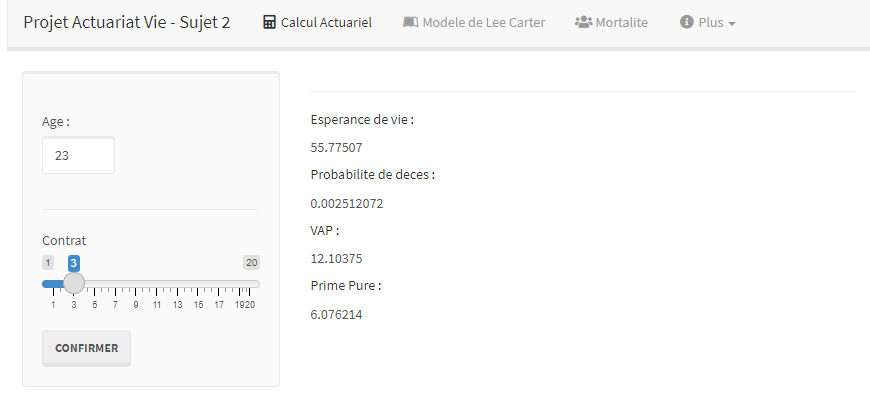 Projet Actuariat Vie - Sujet 2 Calcul Actuariel Modele de Lee Carter Mortalite Plus
Age :
23
Contrat
1 3 20
1 3 5 7 9 11 13 15 17 19 20
CONFIRMER
Esperance de vie :
55.77507
Probabilite de deces :
0.002512072
VAP :
12.10375
Prime Pure :
6.076214